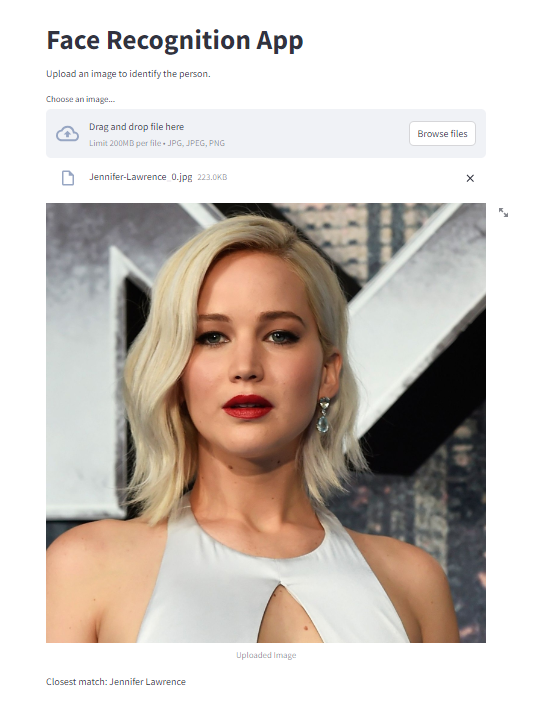 Face Recognition App
Upload an image to identify the person.
Choose an image...
Drag and drop file here
Limit 200MB per file • JPG, JPEG, PNG
Browse files
Jennifer-Lawrence_0.jpg 223.0KB
Uploaded Image
Closest match: Jennifer Lawrence